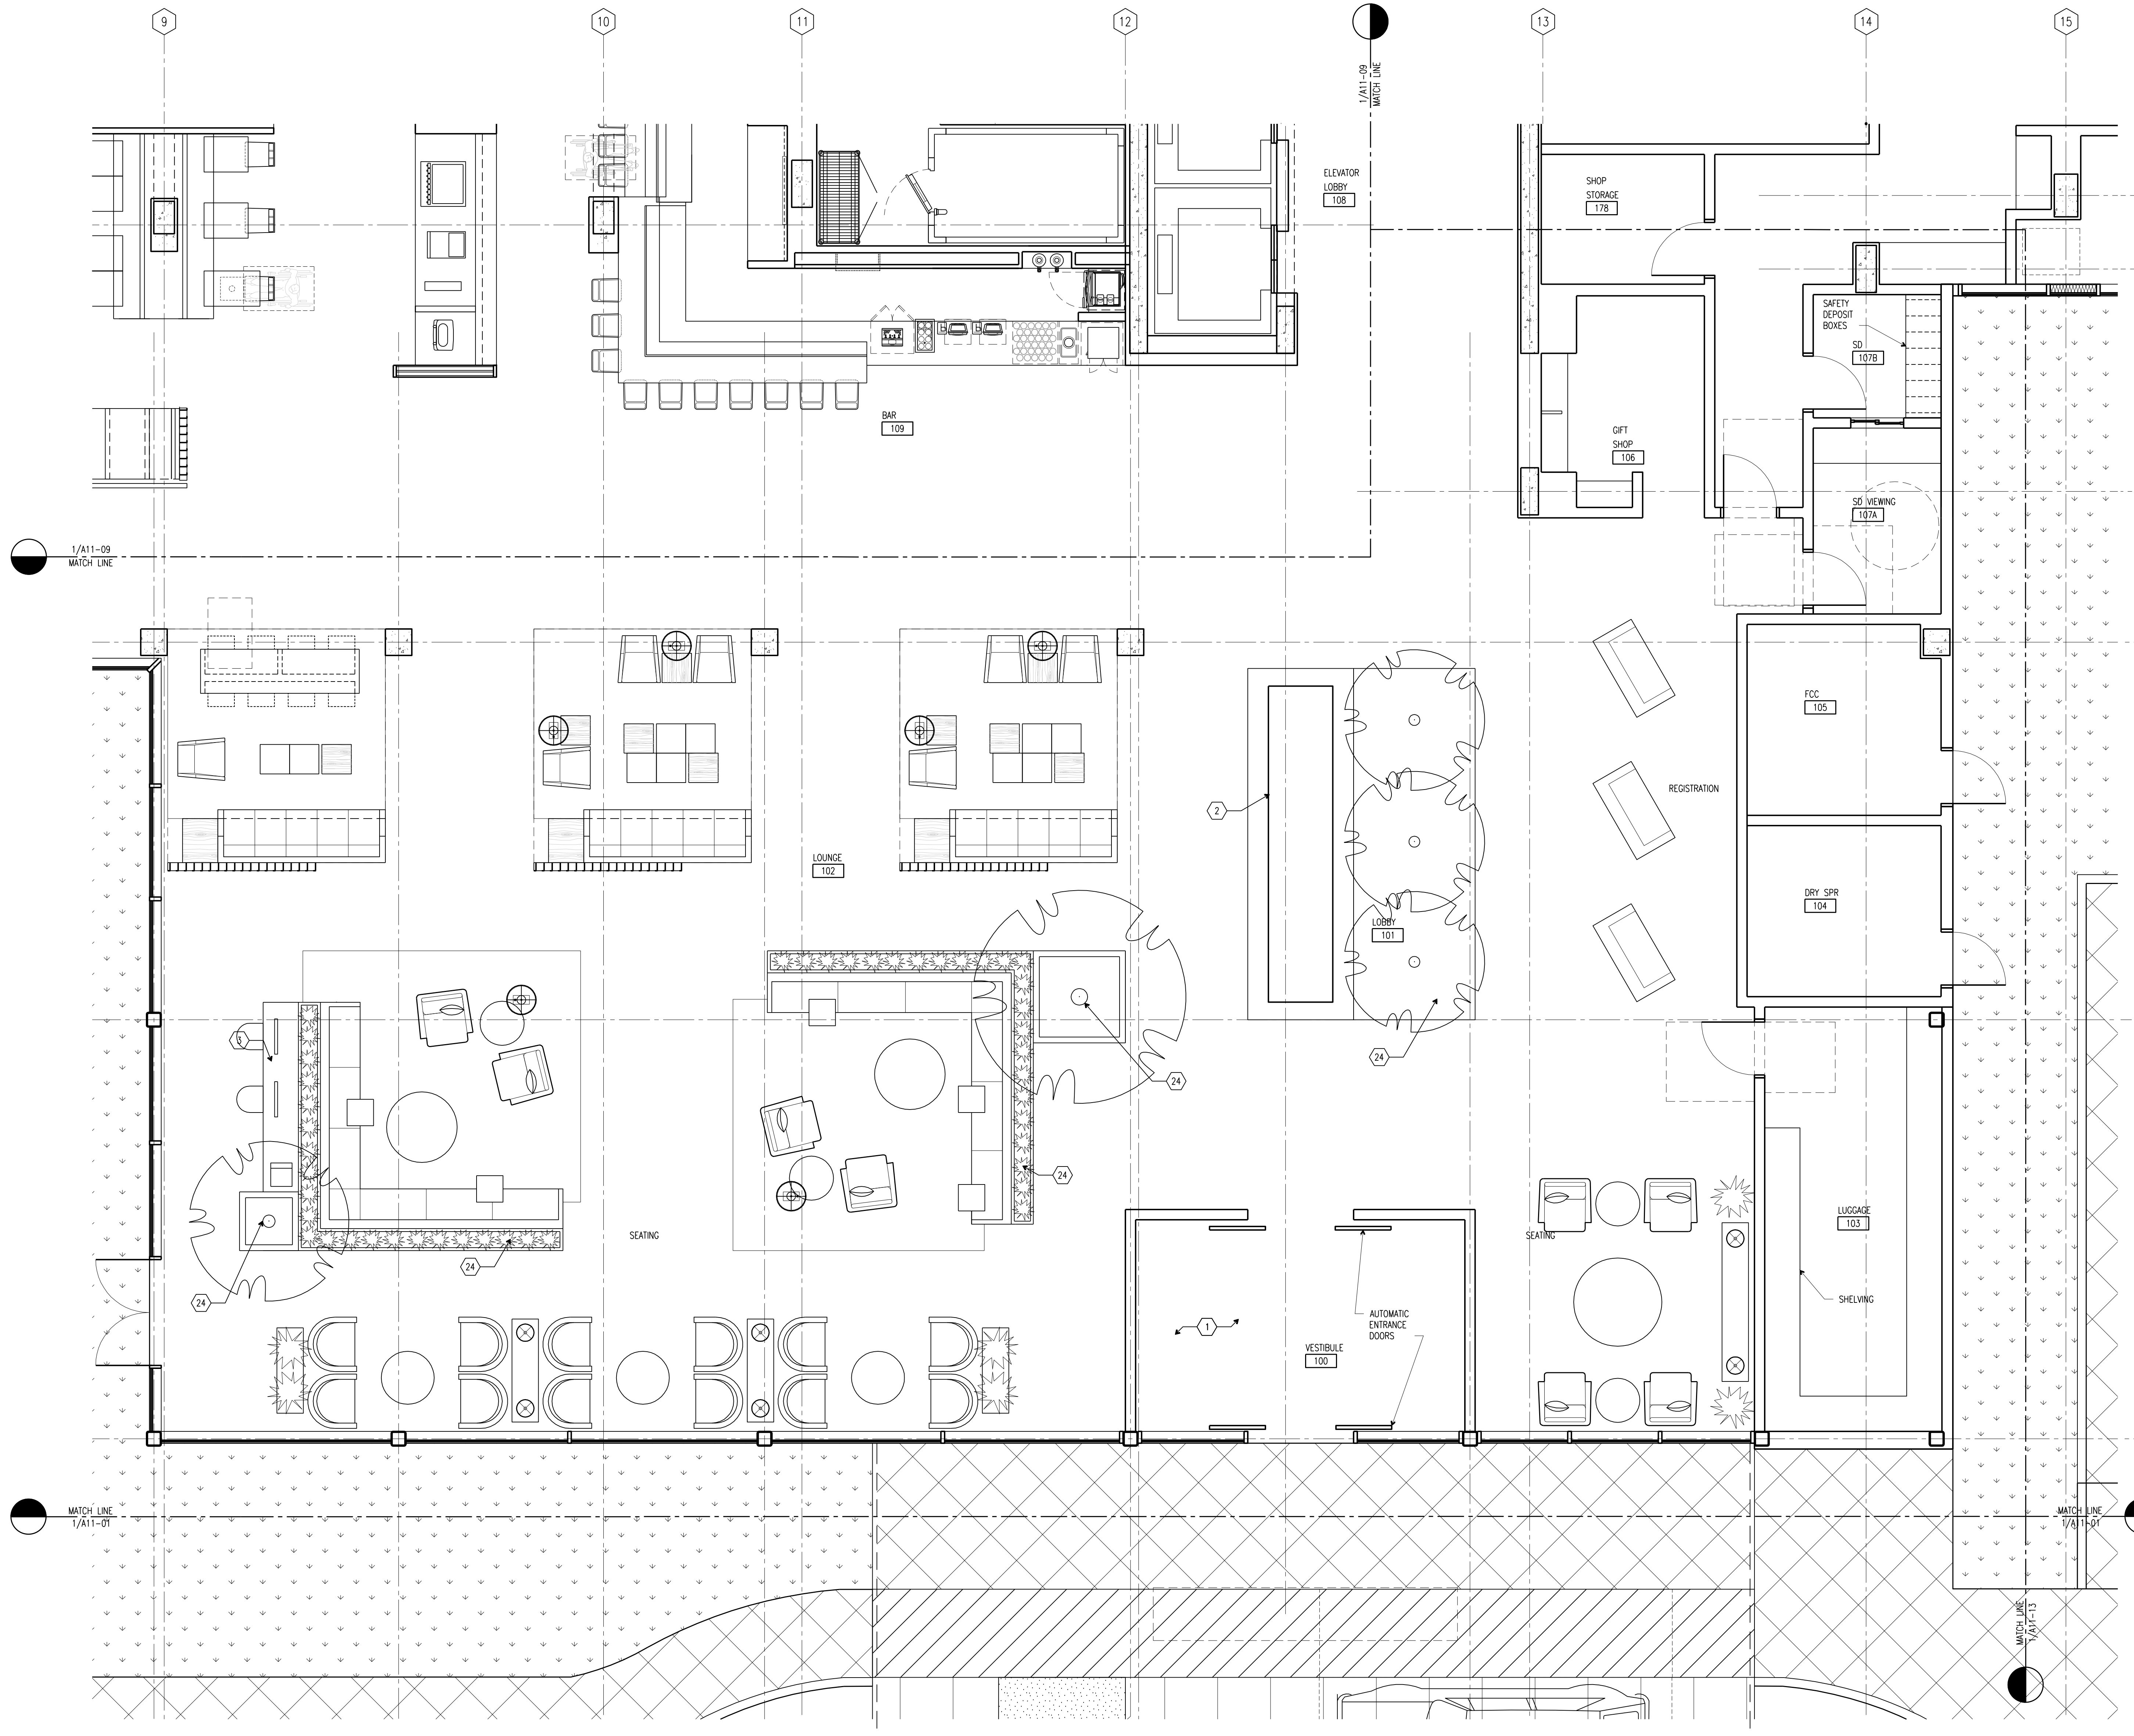 9
10
11
12
13
14
15
1/A11-09
MATCH LINE
ELEVATOR
LOBBY
108
SHOP
STORAGE
178
SAFETY
DEPOSIT
BOXES
SD
107B
BAR
109
GIFT
SHOP
106
SD VIEWING
107A
1/A11-09
MATCH LINE
FCC
105
REGISTRATION
2
LOUNGE
102
DRY SPR
104
LOBBY
101
3
24
24
24
LUGGAGE
103
SEATING
SEATING
24
24
SHELVING
AUTOMATIC
ENTRANCE
DOORS
1
VESTIBULE
100
MATCH LINE
1/A11-01
MATCH LINE
1/A11-01
MATCH LINE
1/A11-13